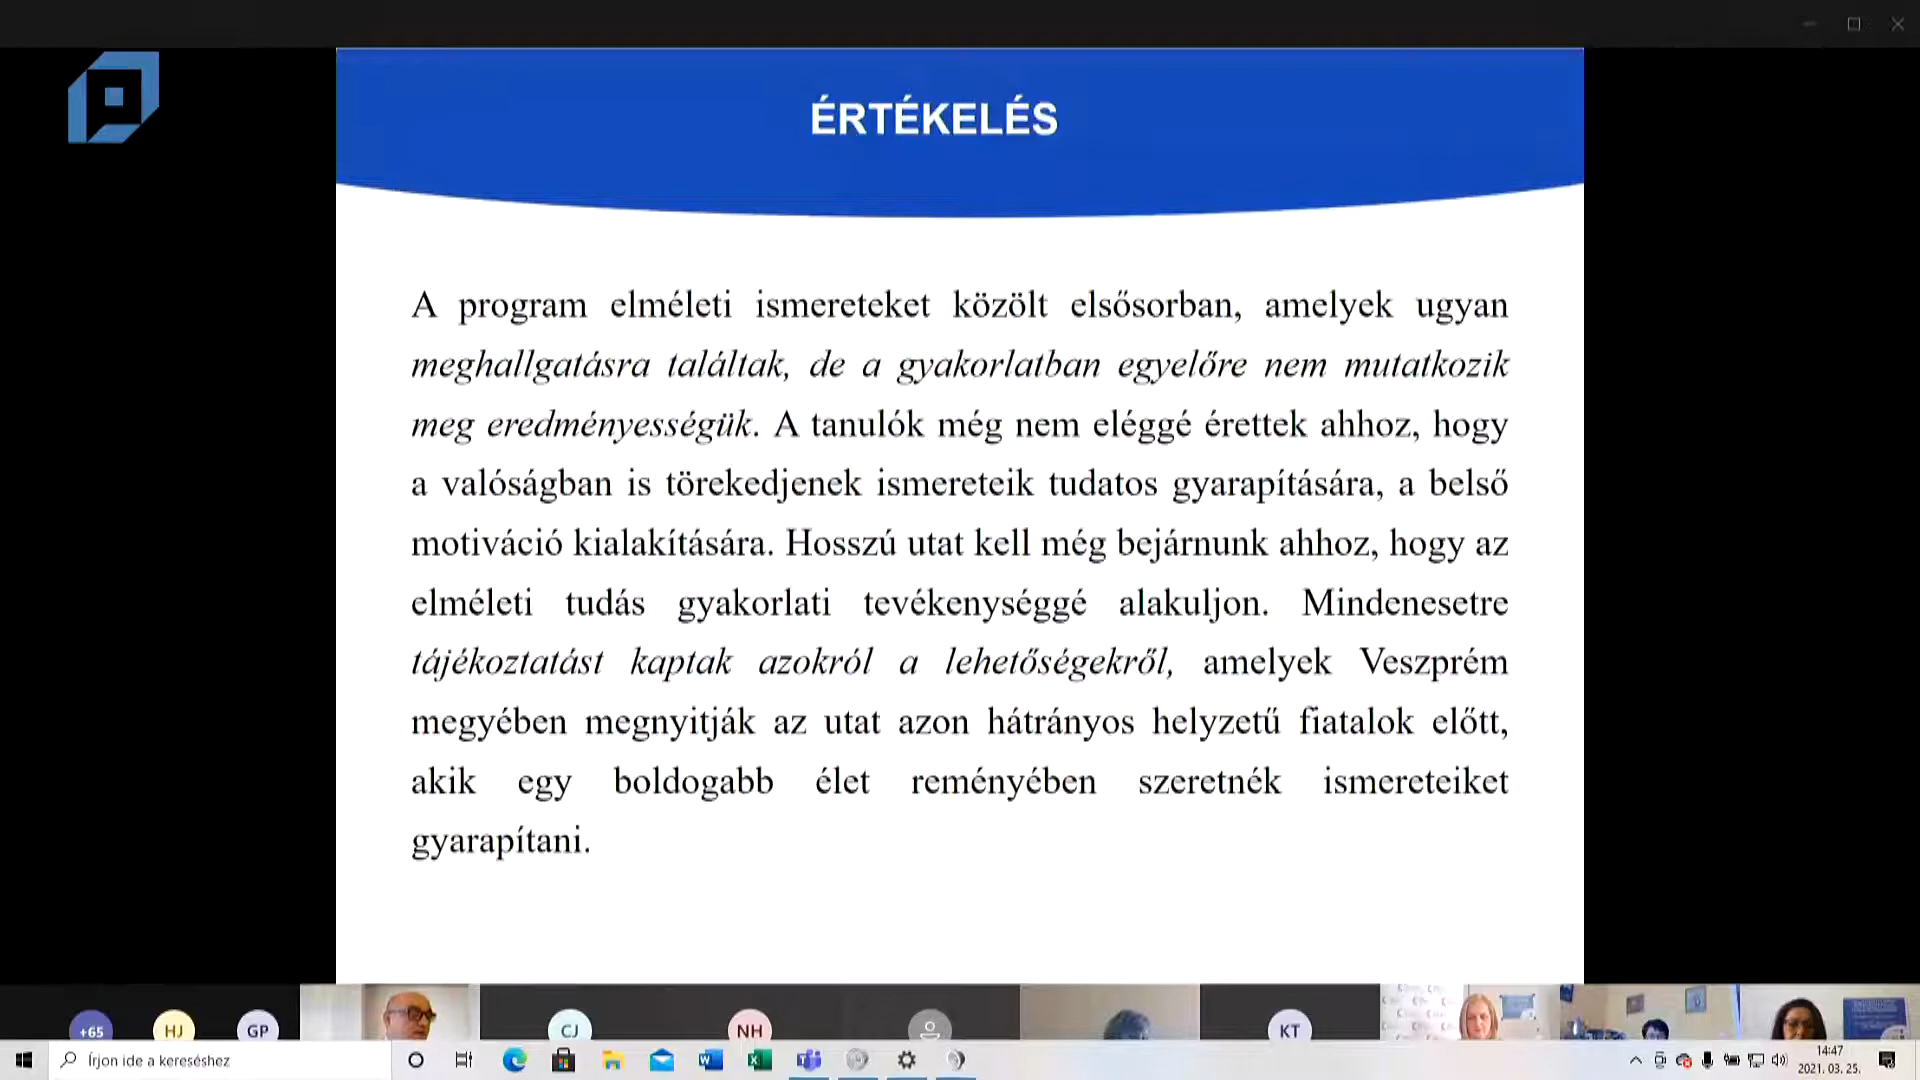 ÉRTÉKELÉS
A program elméleti ismereteket közölt elsősorban, amelyek ugyan
meghallgatásra találtak, de a gyakorlatban egyelőre nem mutatkozik
meg eredményességük. A tanulók még nem eléggé érettek ahhoz, hogy
a valóságban is törekedjenek ismereteik tudatos gyarapítására, a belső
motiváció kialakítására. Hosszú utat kell még bejárnunk ahhoz, hogy az
elméleti tudás gyakorlati tevékenységgé alakuljon. Mindenesetre
tájékoztatást kaptak azokról a lehetőségekről, amelyek Veszprém
megyében megnyitják az utat azon hátrányos helyzetű fiatalok előtt,
akik egy boldogabb élet reményében szeretnék ismereteiket
gyarapítani.
+65 HJ GP CJ NH KT
Írjon ide a kereséshez
14:47
2021. 03. 25.